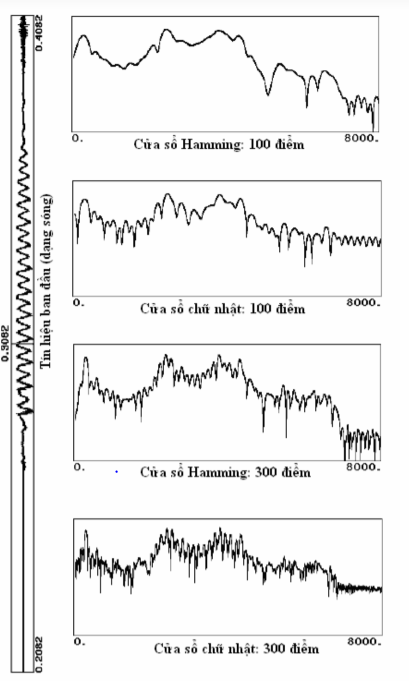 0.4082
Tín hiệu ban đầu (dạng sóng)
0.3082
0.2082
0. 8000.
Cửa sổ Hamming: 100 điểm
0. 8000.
Cửa sổ chữ nhật: 100 điểm
0. 8000.
Cửa sổ Hamming: 300 điểm
0. 8000.
Cửa sổ chữ nhật: 300 điểm